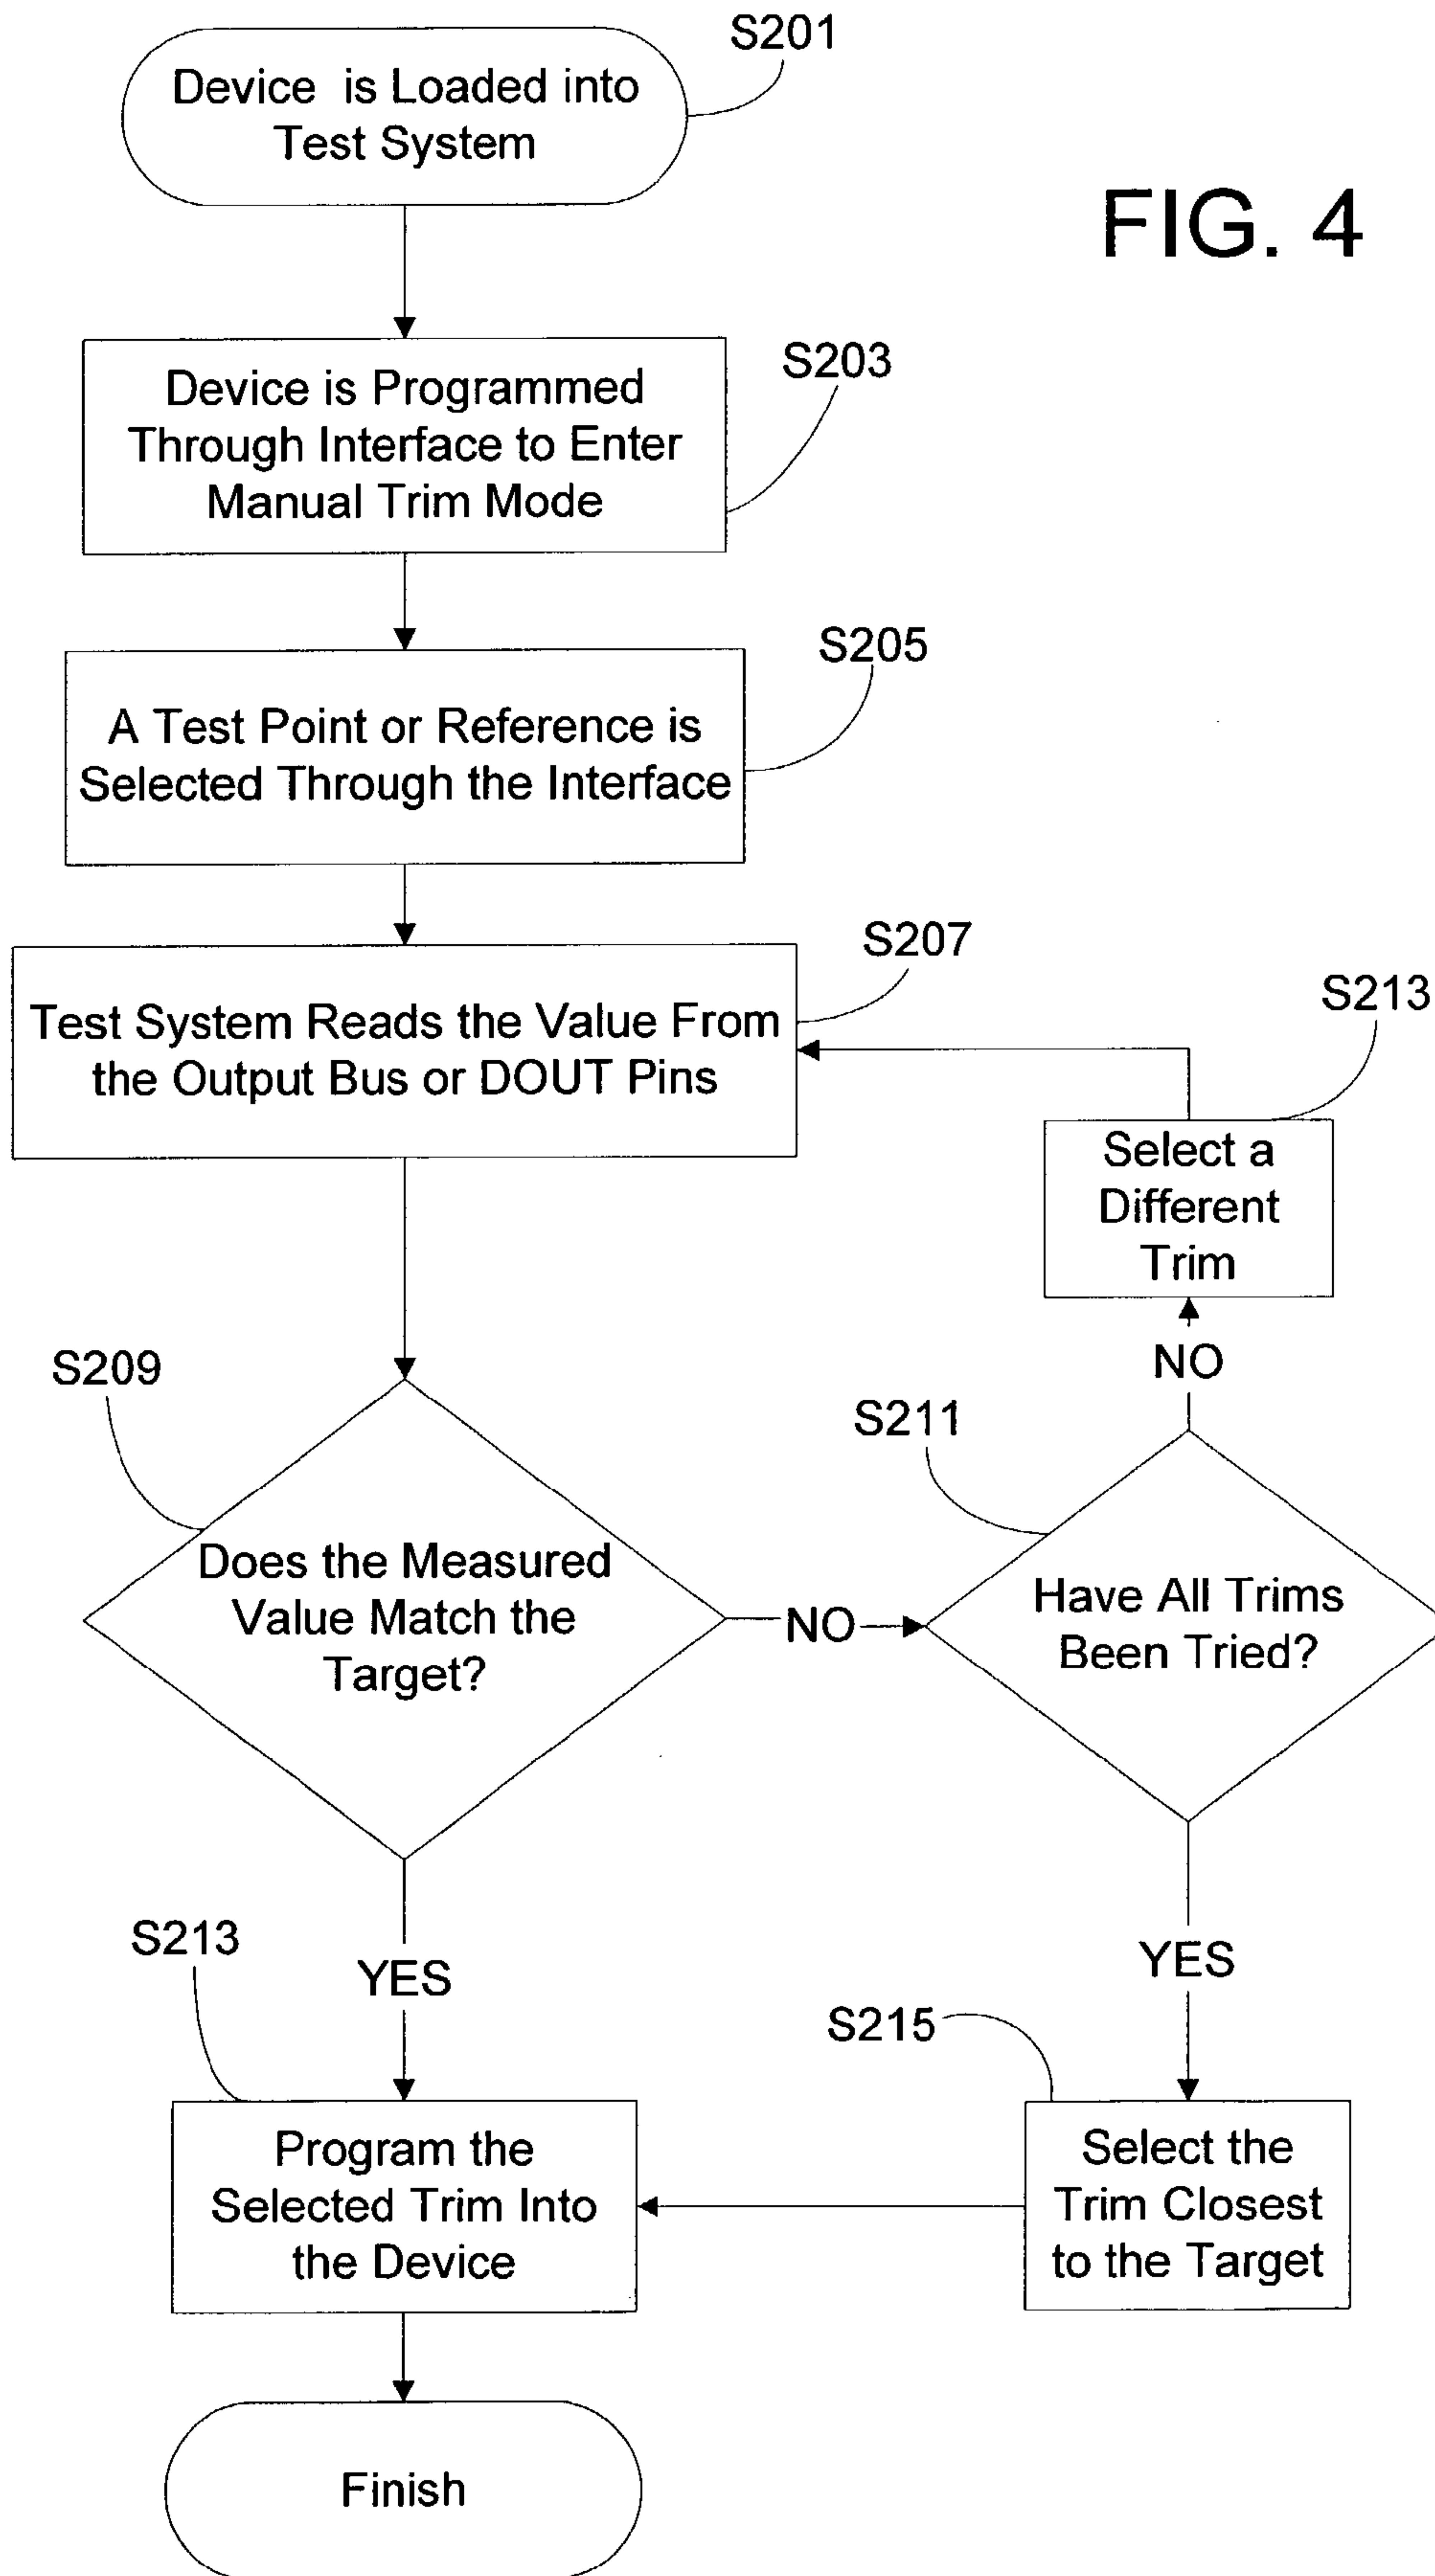 S201
Device is Loaded into
Test System
FIG. 4
S203
Device is Programmed
Through Interface to Enter
Manual Trim Mode
S205
A Test Point or Reference is
Selected Through the Interface
S207
Test System Reads the Value From
the Output Bus or DOUT Pins
S213
Select a
Different
Trim
NO
S209
Does the Measured
Value Match the
Target?
NO
S211
Have All Trims
Been Tried?
YES
YES
S213
Program the
Selected Trim Into
the Device
S215
Select the
Trim Closest
to the Target
Finish